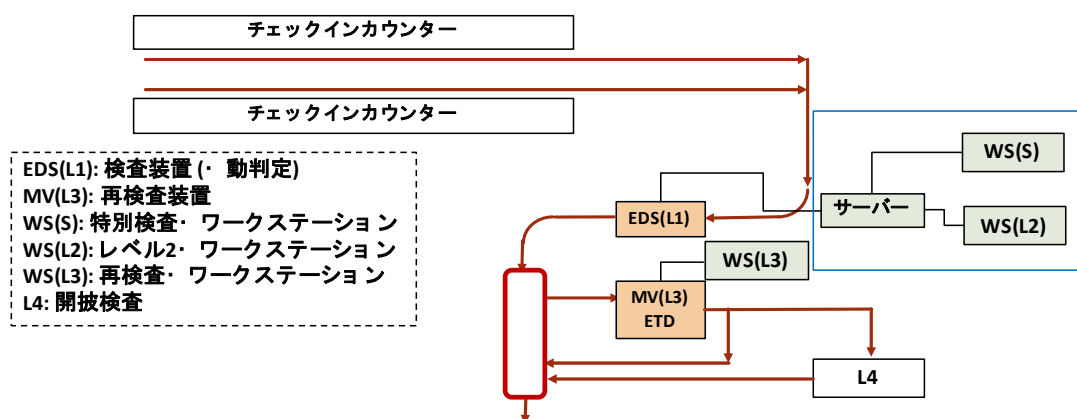 チェックインカウンター
チェックインカウンター
EDS(L1): 検査装置 (・ 動判定)
MV(L3): 再検査装置
WS(S): 特別検査・ ワークステーション
WS(L2): レベル2・ ワークステーション
WS(L3): 再検査・ ワークステーション
L4: 開披検査
WS(S)
サーバー
EDS(L1)
WS(L2)
WS(L3)
MV(L3)
ETD
L4